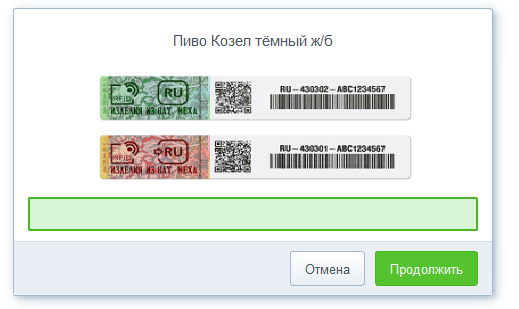 Пиво Козел тёмный ж/б
RFID RU
ИЗДЕЛИЯ ИЗ НАТ. МЕХА
RU – 430302 – ABC1234567
RFID RU
ИЗДЕЛИЯ ИЗ НАТ. МЕХА
RU – 430301 – ABC1234567
Отмена
Продолжить